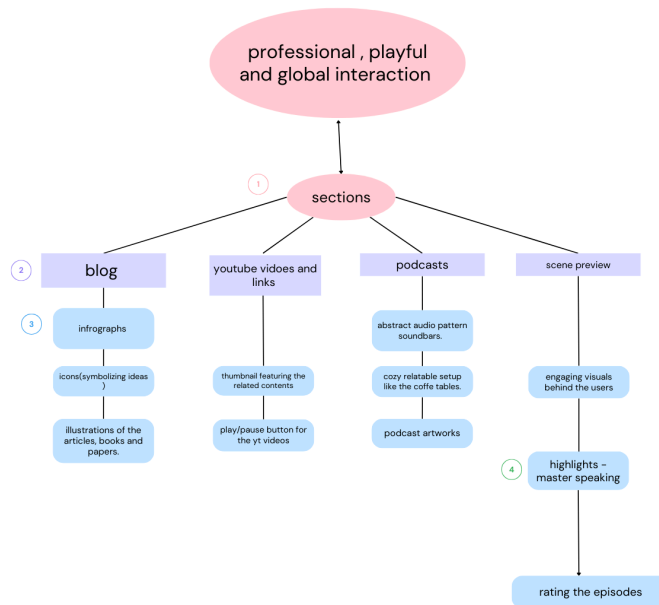 professional , playful
and global interaction
1
sections
2
blog
youtube vidoes and
links
podcasts
scene preview
3
infrographs
abstract audio pattern
soundbars.
icons(symbolizing ideas
)
thumbnail featuring the
related contents
cozy relatable setup
like the coffe tables.
engaging visuals
behind the users
illustrations of the
articles, books and
papers.
play/pause button for
the yt videos
podcast artworks
4
highlights -
master speaking
rating the episodes